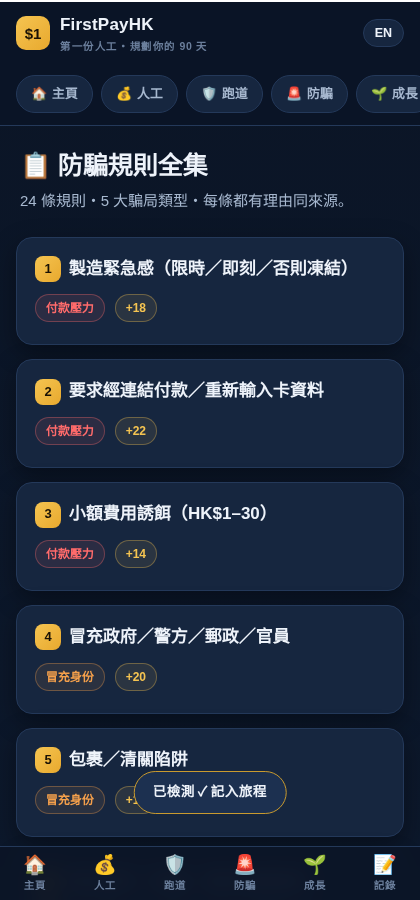 $1
FirstPayHK
第一份人工・規劃你的 90 天
EN
主頁
人工
跑道
防騙
成長
防騙規則全集
24 條規則・5 大騙局類型・每條都有理由同來源。
1 製造緊急感（限時／即刻／否則凍結）
付款壓力 +18
2 要求經連結付款／重新輸入卡資料
付款壓力 +22
3 小額費用誘餌（HK$1–30）
付款壓力 +14
4 冒充政府／警方／郵政／官員
冒充身份 +20
5 包裹／清關陷阱
冒充身份
已檢測 ✓ 記入旅程
主頁
人工
跑道
防騙
成長
記錄